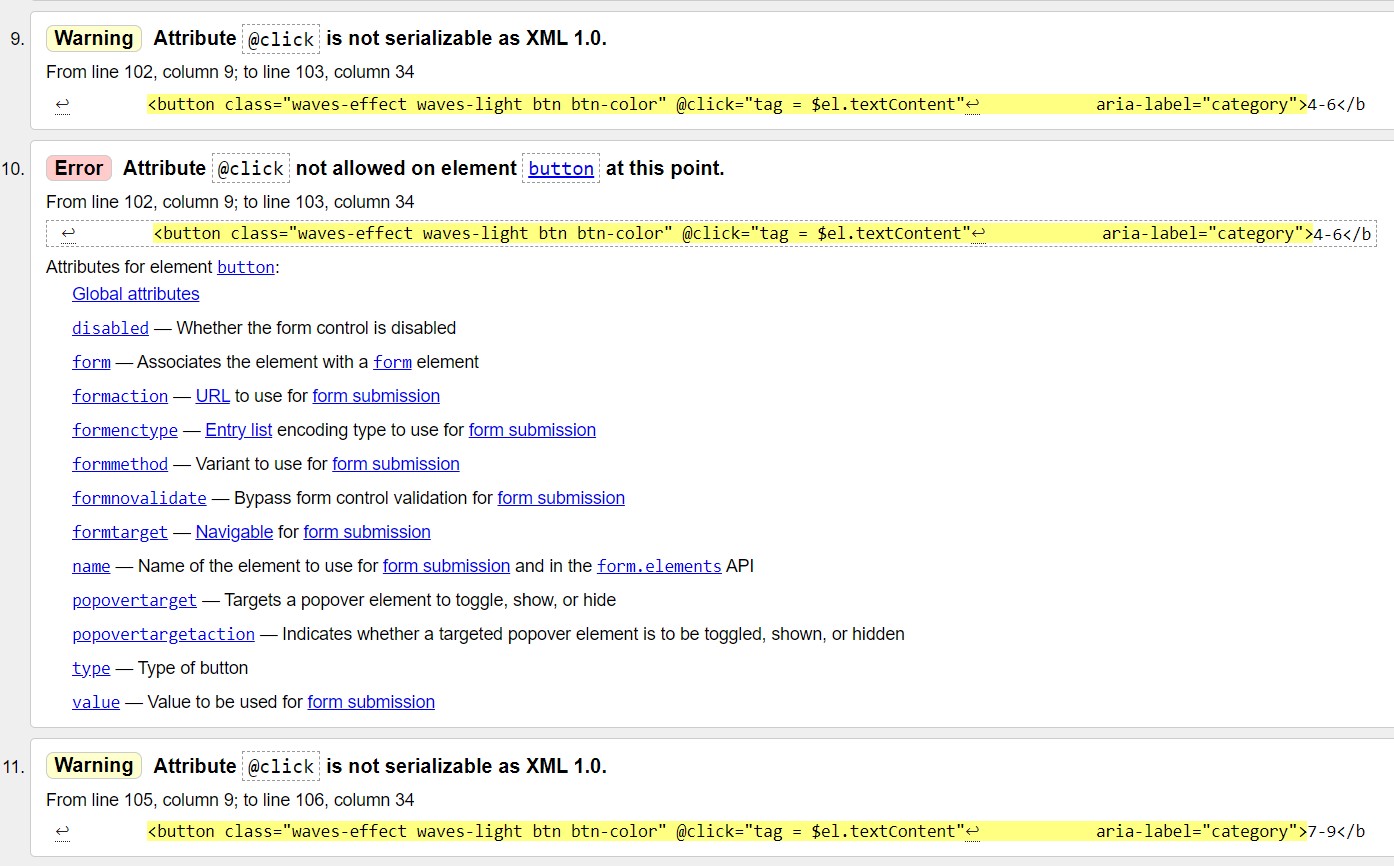 9. Warning Attribute @click is not serializable as XML 1.0.
From line 102, column 9; to line 103, column 34
↩ <button class="waves-effect waves-light btn btn-color" @click="tag = $el.textContent"↩ aria-label="category">4-6</b
10. Error Attribute @click not allowed on element button at this point.
From line 102, column 9; to line 103, column 34
↩ <button class="waves-effect waves-light btn btn-color" @click="tag = $el.textContent"↩ aria-label="category">4-6</b
Attributes for element button:
Global attributes
disabled — Whether the form control is disabled
form — Associates the element with a form element
formaction — URL to use for form submission
formenctype — Entry list encoding type to use for form submission
formmethod — Variant to use for form submission
formnovalidate — Bypass form control validation for form submission
formtarget — Navigable for form submission
name — Name of the element to use for form submission and in the form.elements API
popovertarget — Targets a popover element to toggle, show, or hide
popovertargetaction — Indicates whether a targeted popover element is to be toggled, shown, or hidden
type — Type of button
value — Value to be used for form submission
11. Warning Attribute @click is not serializable as XML 1.0.
From line 105, column 9; to line 106, column 34
↩ <button class="waves-effect waves-light btn btn-color" @click="tag = $el.textContent"↩ aria-label="category">7-9</b